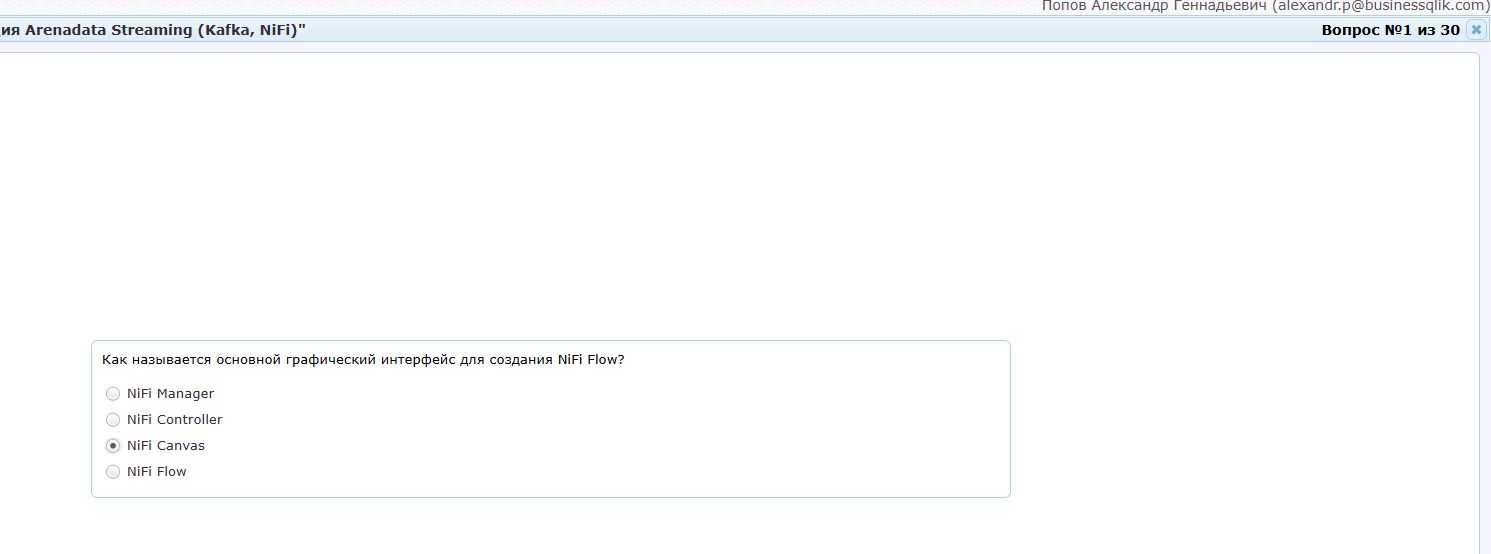 Попов Александр Геннадьевич (alexandr.p@businessqlik.com)
ия Arenadata Streaming (Kafka, NiFi)" Вопрос №1 из 30
Как называется основной графический интерфейс для создания NiFi Flow?
NiFi Manager
NiFi Controller
NiFi Canvas
NiFi Flow